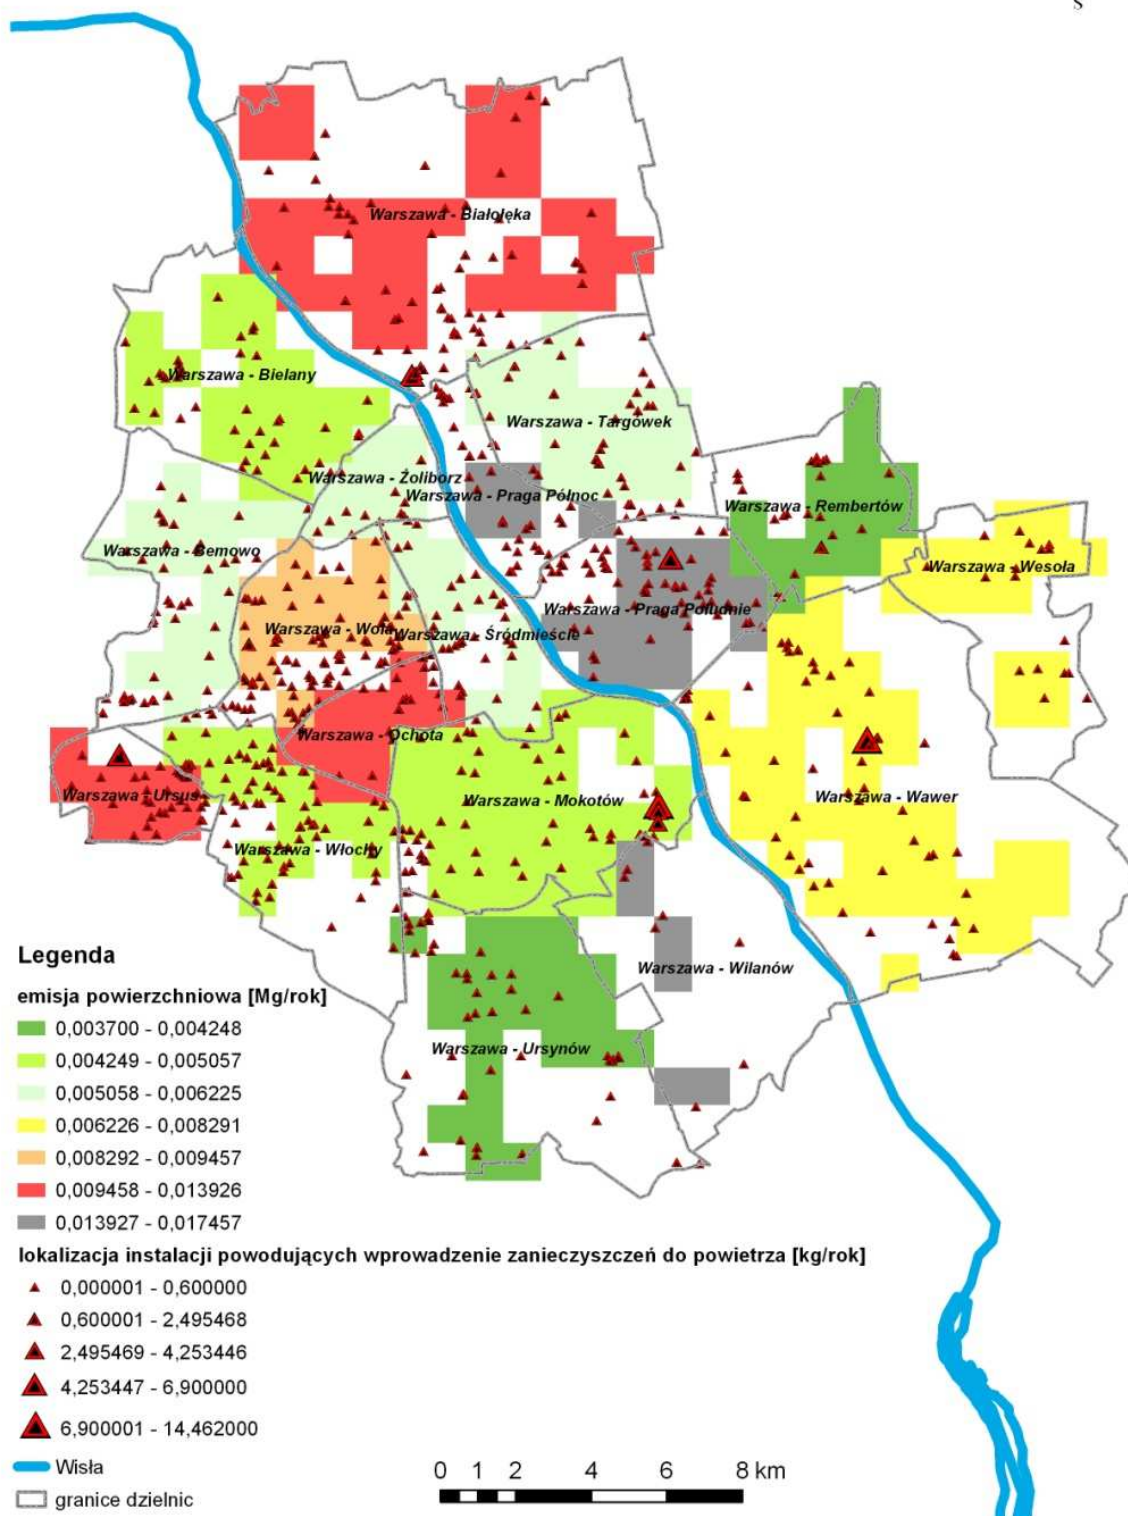 S
Warszawa - Białołęka
Warszawa - Bielany
Warszawa - Targówek
Warszawa - Żoliborz
Warszawa - Praga Północ
Warszawa - Rembertów
Warszawa - Bemowo
Warszawa - Wesoła
Warszawa - Praga Południe
Warszawa - Wola
Warszawa - Śródmieście
Warszawa - Ochota
Warszawa - Ursus
Warszawa - Mokotów
Warszawa - Wawer
Warszawa - Włochy
Warszawa - Wilanów
Warszawa - Ursynów
Legenda
emisja powierzchniowa [Mg/rok]
0,003700 - 0,004248
0,004249 - 0,005057
0,005058 - 0,006225
0,006226 - 0,008291
0,008292 - 0,009457
0,009458 - 0,013926
0,013927 - 0,017457
lokalizacja instalacji powodujących wprowadzenie zanieczyszczeń do powietrza [kg/rok]
0,000001 - 0,600000
0,600001 - 2,495468
2,495469 - 4,253446
4,253447 - 6,900000
6,900001 - 14,462000
Wisła
granice dzielnic
0 1 2 4 6 8 km